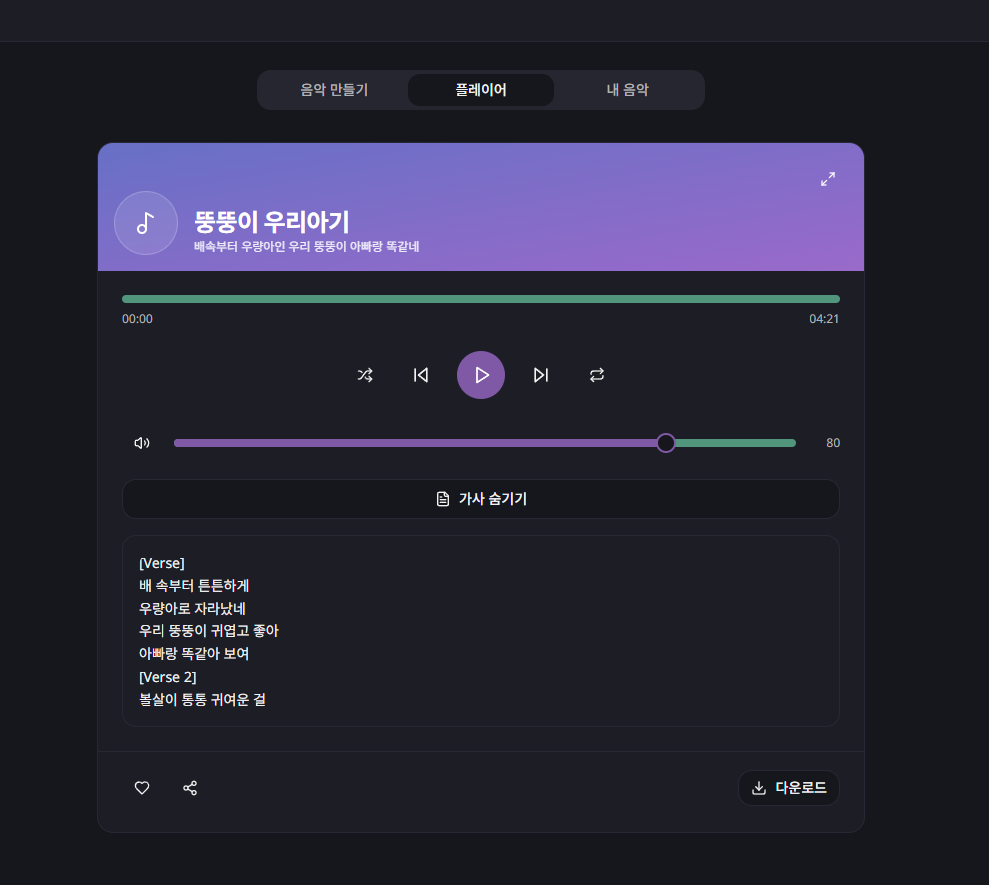 음악 만들기
플레이어
내 음악
뚱뚱이 우리아기
배속부터 우량아인 우리 뚱뚱이 아빠랑 똑같네
00:00
04:21
80
가사 숨기기
[Verse]
배 속부터 튼튼하게
우량아로 자라났네
우리 뚱뚱이 귀엽고 좋아
아빠랑 똑같아 보여
[Verse 2]
볼살이 통통 귀여운 걸
다운로드